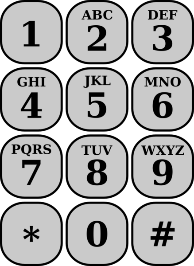 1 ABC 2 DEF 3
GHI 4 JKL 5 MNO 6
PQRS 7 TUV 8 WXYZ 9
* 0 #